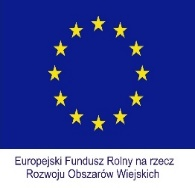 Europejski Fundusz Rolny na rzecz
Rozwoju Obszarów Wiejskich